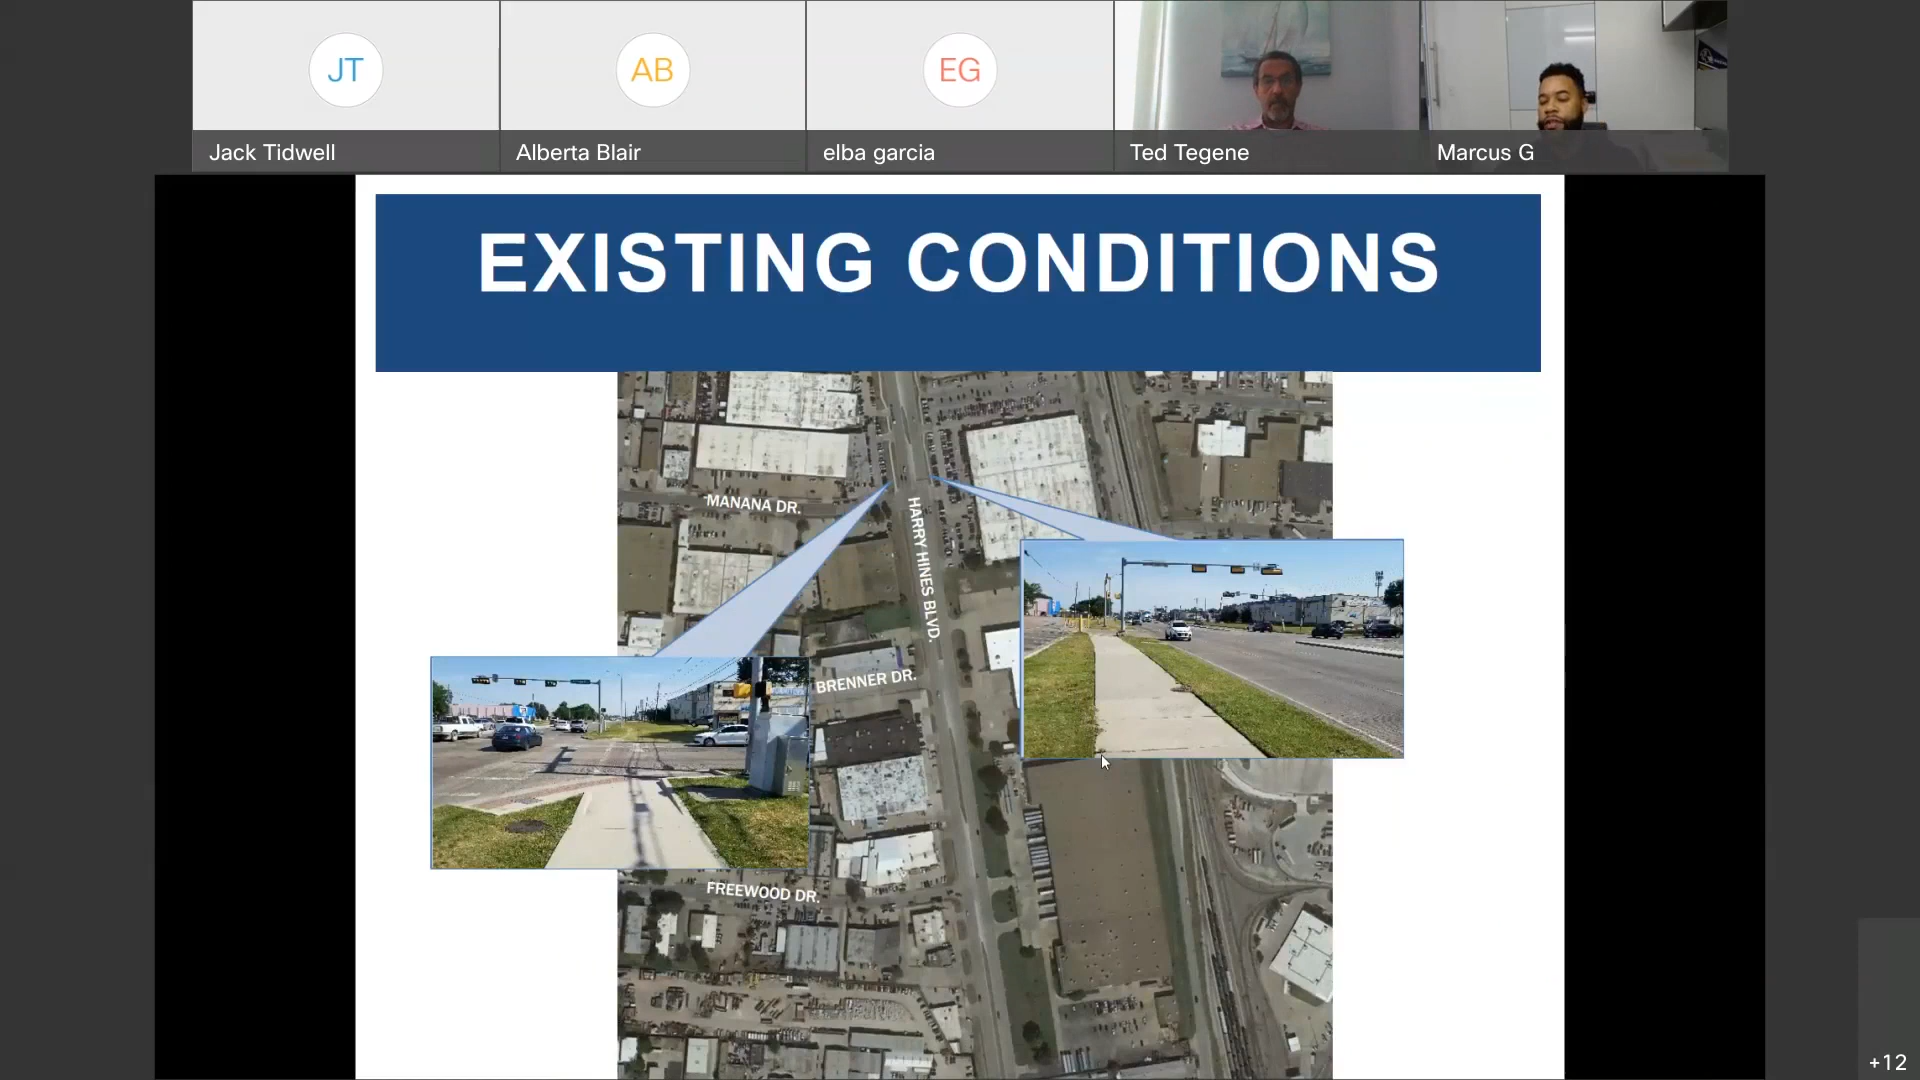 JT
AB
EG
Jack Tidwell
Alberta Blair
elba garcia
Ted Tegene
Marcus G
EXISTING CONDITIONS
MANANA DR.
HARRY HINES BLVD.
BRENNER DR.
FREEWOOD DR.
+12